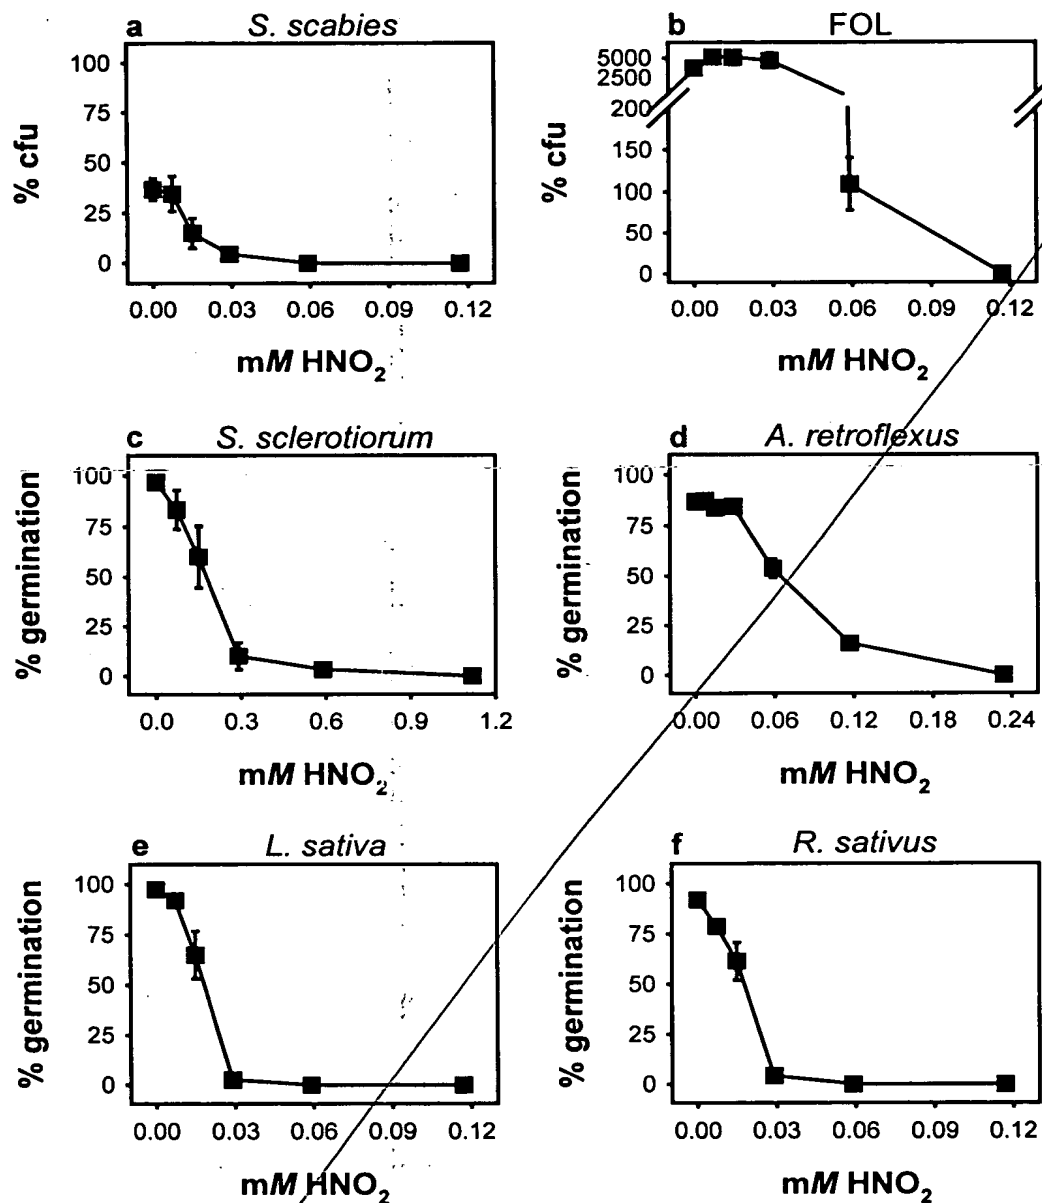 a S. scabies
100
75
50
25
0
% cfu
0.00 0.03 0.06 0.09 0.12
mM HNO₂
b FOL
5000
2500
200
150
100
50
0
% cfu
0.00 0.03 0.06 0.09 0.12
mM HNO₂
c S. sclerotiorum
100
75
50
25
0
% germination
0.0 0.3 0.6 0.9 1.2
mM HNO₂
d A. retroflexus
100
75
50
25
0
% germination
0.00 0.06 0.12 0.18 0.24
mM HNO₂
e L. sativa
100
75
50
25
0
% germination
0.00 0.03 0.06 0.09 0.12
mM HNO₂
f R. sativus
100
75
50
25
0
% germination
0.00 0.03 0.06 0.09 0.12
mM HNO₂